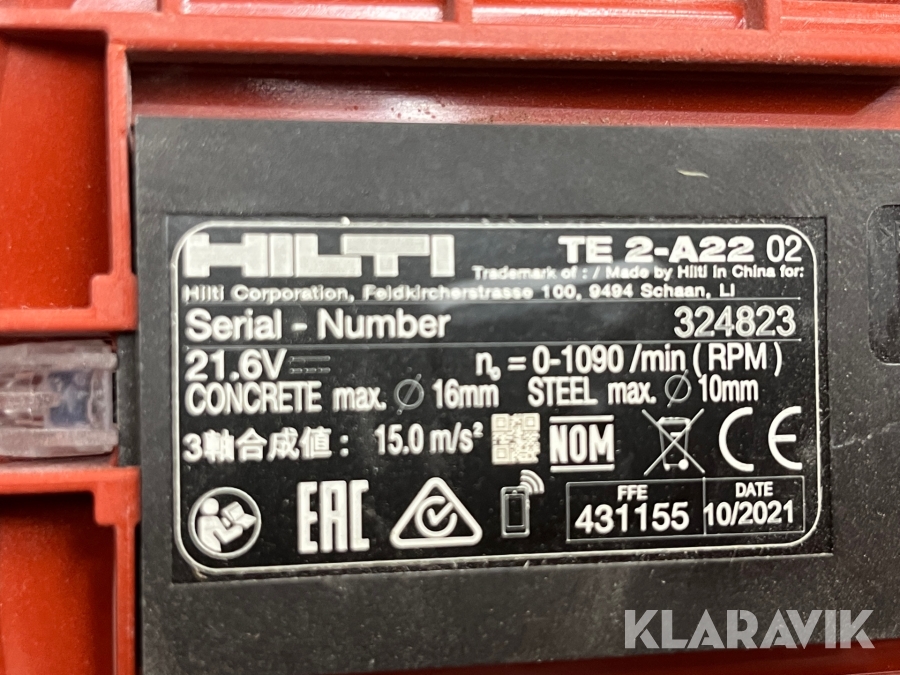 HILTI TE 2-A22 02
Trademark of : / Made by Hilti in China for:
Hilti Corporation, Feldkircherstrasse 100, 9494 Schaan, LI
Serial - Number 324823
21.6V n₀ = 0-1090 /min ( RPM )
CONCRETE max. Ø 16mm STEEL max. Ø 10mm
3軸合成値： 15.0 m/s² NOM CE
EAC FFE DATE
431155 10/2021
KLARAVIK